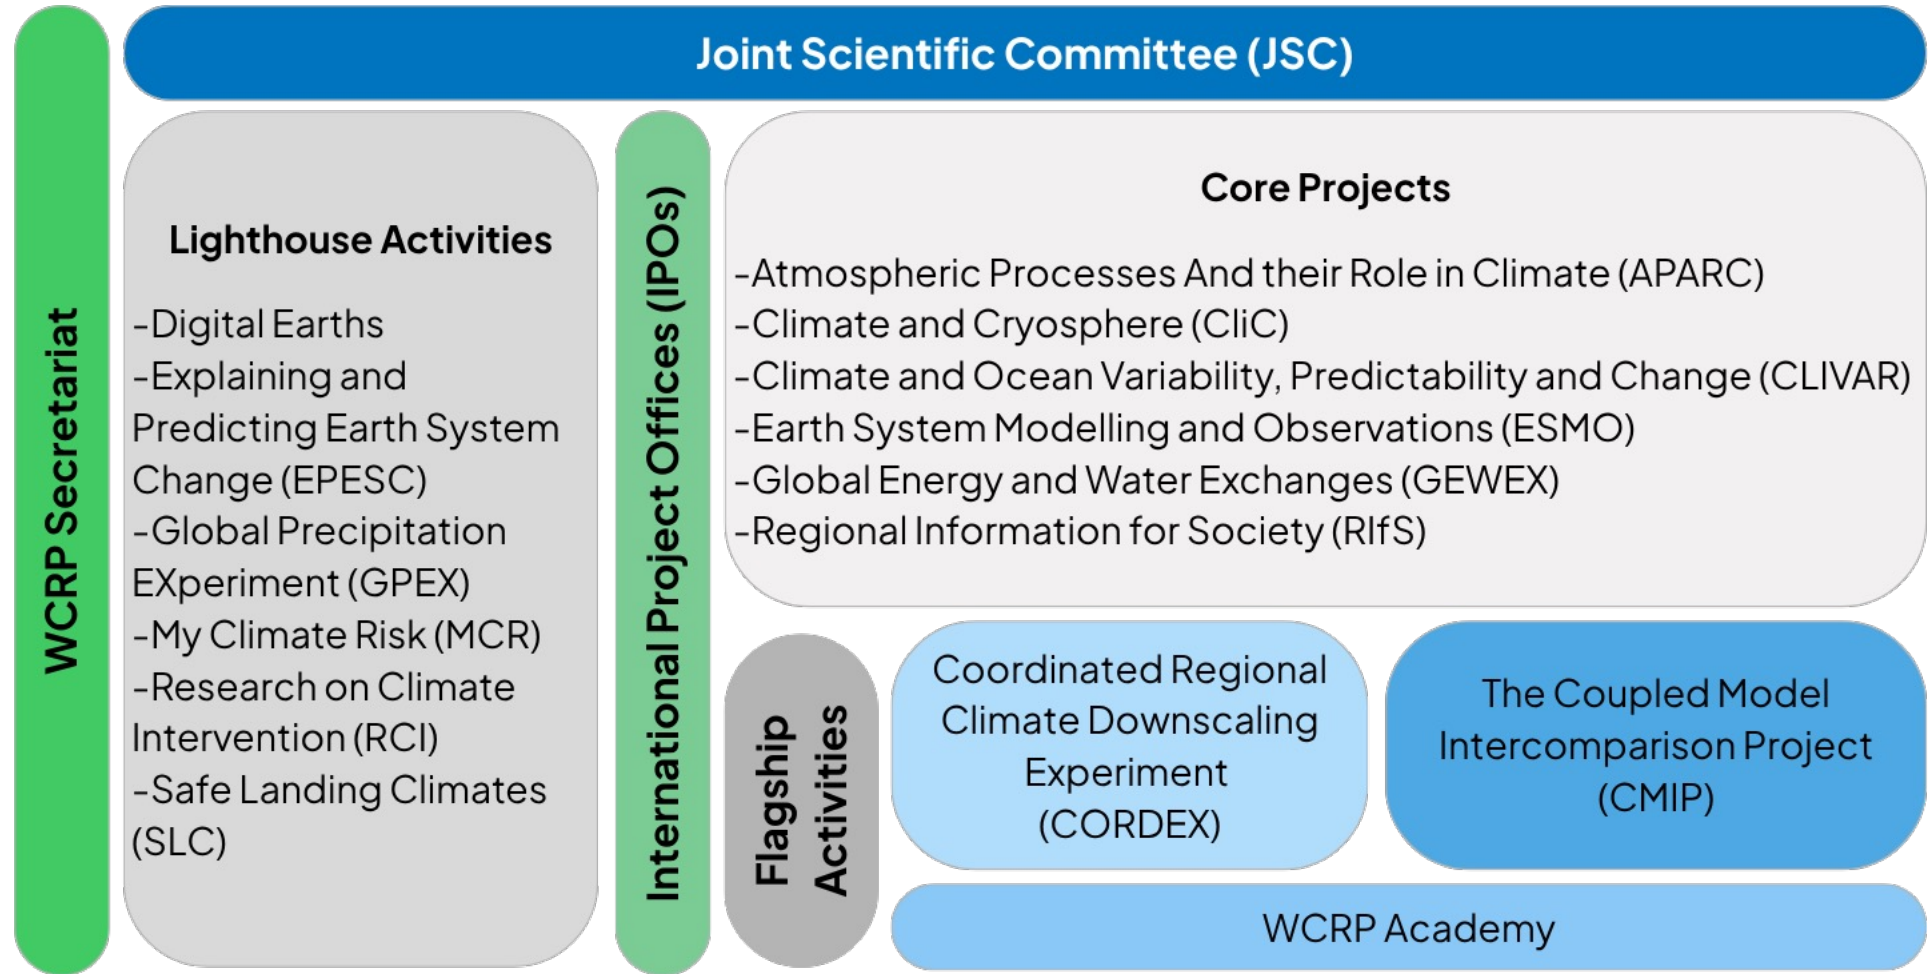 WCRP Secretariat
Joint Scientific Committee (JSC)
Lighthouse Activities
-Digital Earths
-Explaining and
Predicting Earth System
Change (EPESC)
-Global Precipitation
EXperiment (GPEX)
-My Climate Risk (MCR)
-Research on Climate
Intervention (RCI)
-Safe Landing Climates
(SLC)
International Project Offices (IPOs)
Core Projects
-Atmospheric Processes And their Role in Climate (APARC)
-Climate and Cryosphere (CliC)
-Climate and Ocean Variability, Predictability and Change (CLIVAR)
-Earth System Modelling and Observations (ESMO)
-Global Energy and Water Exchanges (GEWEX)
-Regional Information for Society (RIfS)
Flagship
Activities
Coordinated Regional
Climate Downscaling
Experiment
(CORDEX)
The Coupled Model
Intercomparison Project
(CMIP)
WCRP Academy